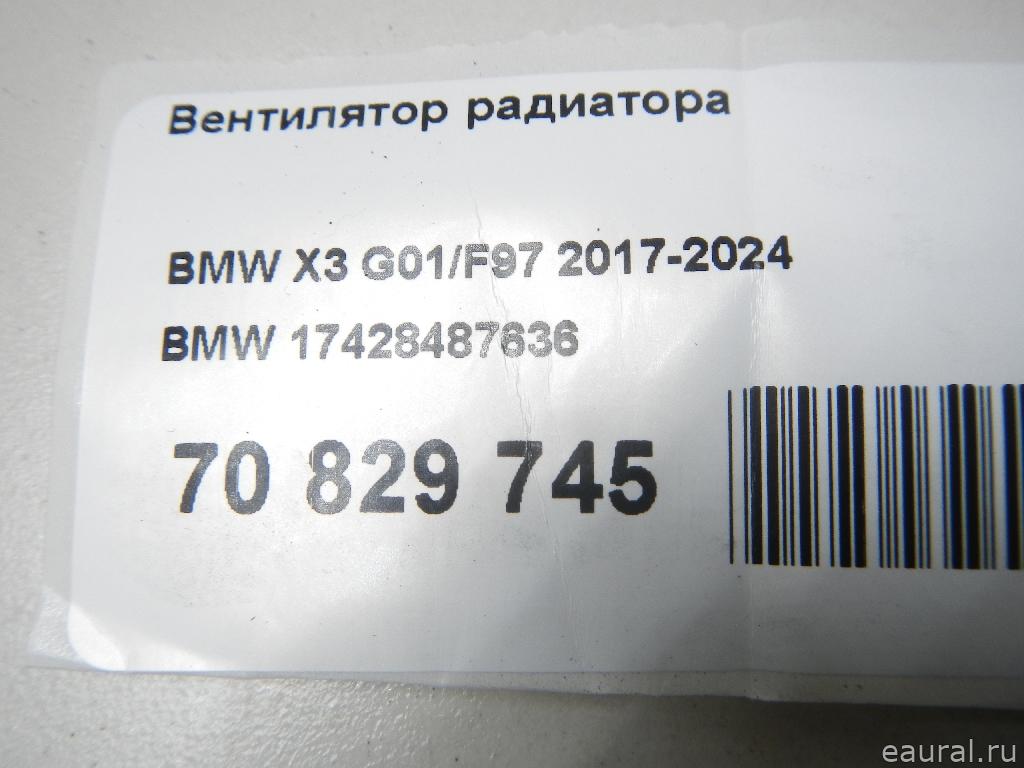 Вентилятор радиатора
BMW X3 G01/F97 2017-2024
BMW 17428487636
70 829 745
eaural.ru